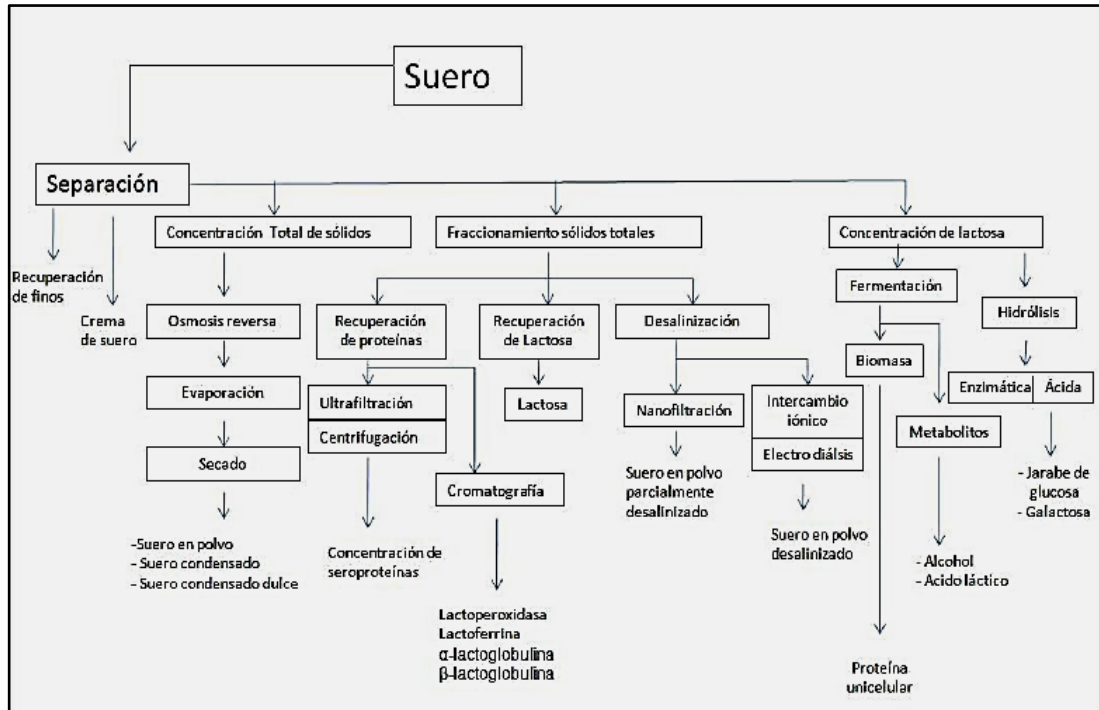 Suero
Separación
Concentración Total de sólidos
Fraccionamiento sólidos totales
Concentración de lactosa
Recuperación
de finos
Crema
de suero
Osmosis reversa
Evaporación
Secado
-Suero en polvo
- Suero condensado
- Suero condensado dulce
Recuperación
de proteínas
Ultrafiltración
Centrifugación
Concentración de
seroproteínas
Cromatografía
Lactoperoxidasa
Lactoferrina
α-lactoglobulina
β-lactoglobulina
Recuperación
de Lactosa
Lactosa
Desalinización
Nanofiltración
Suero en polvo
parcialmente
desalinizado
Intercambio
iónico
Electro diálsis
Suero en polvo
desalinizado
Fermentación
Biomasa
Proteína
unicelular
Metabolitos
- Alcohol
- Acido láctico
Hidrólisis
Enzimática
Ácida
- Jarabe de
glucosa
- Galactosa